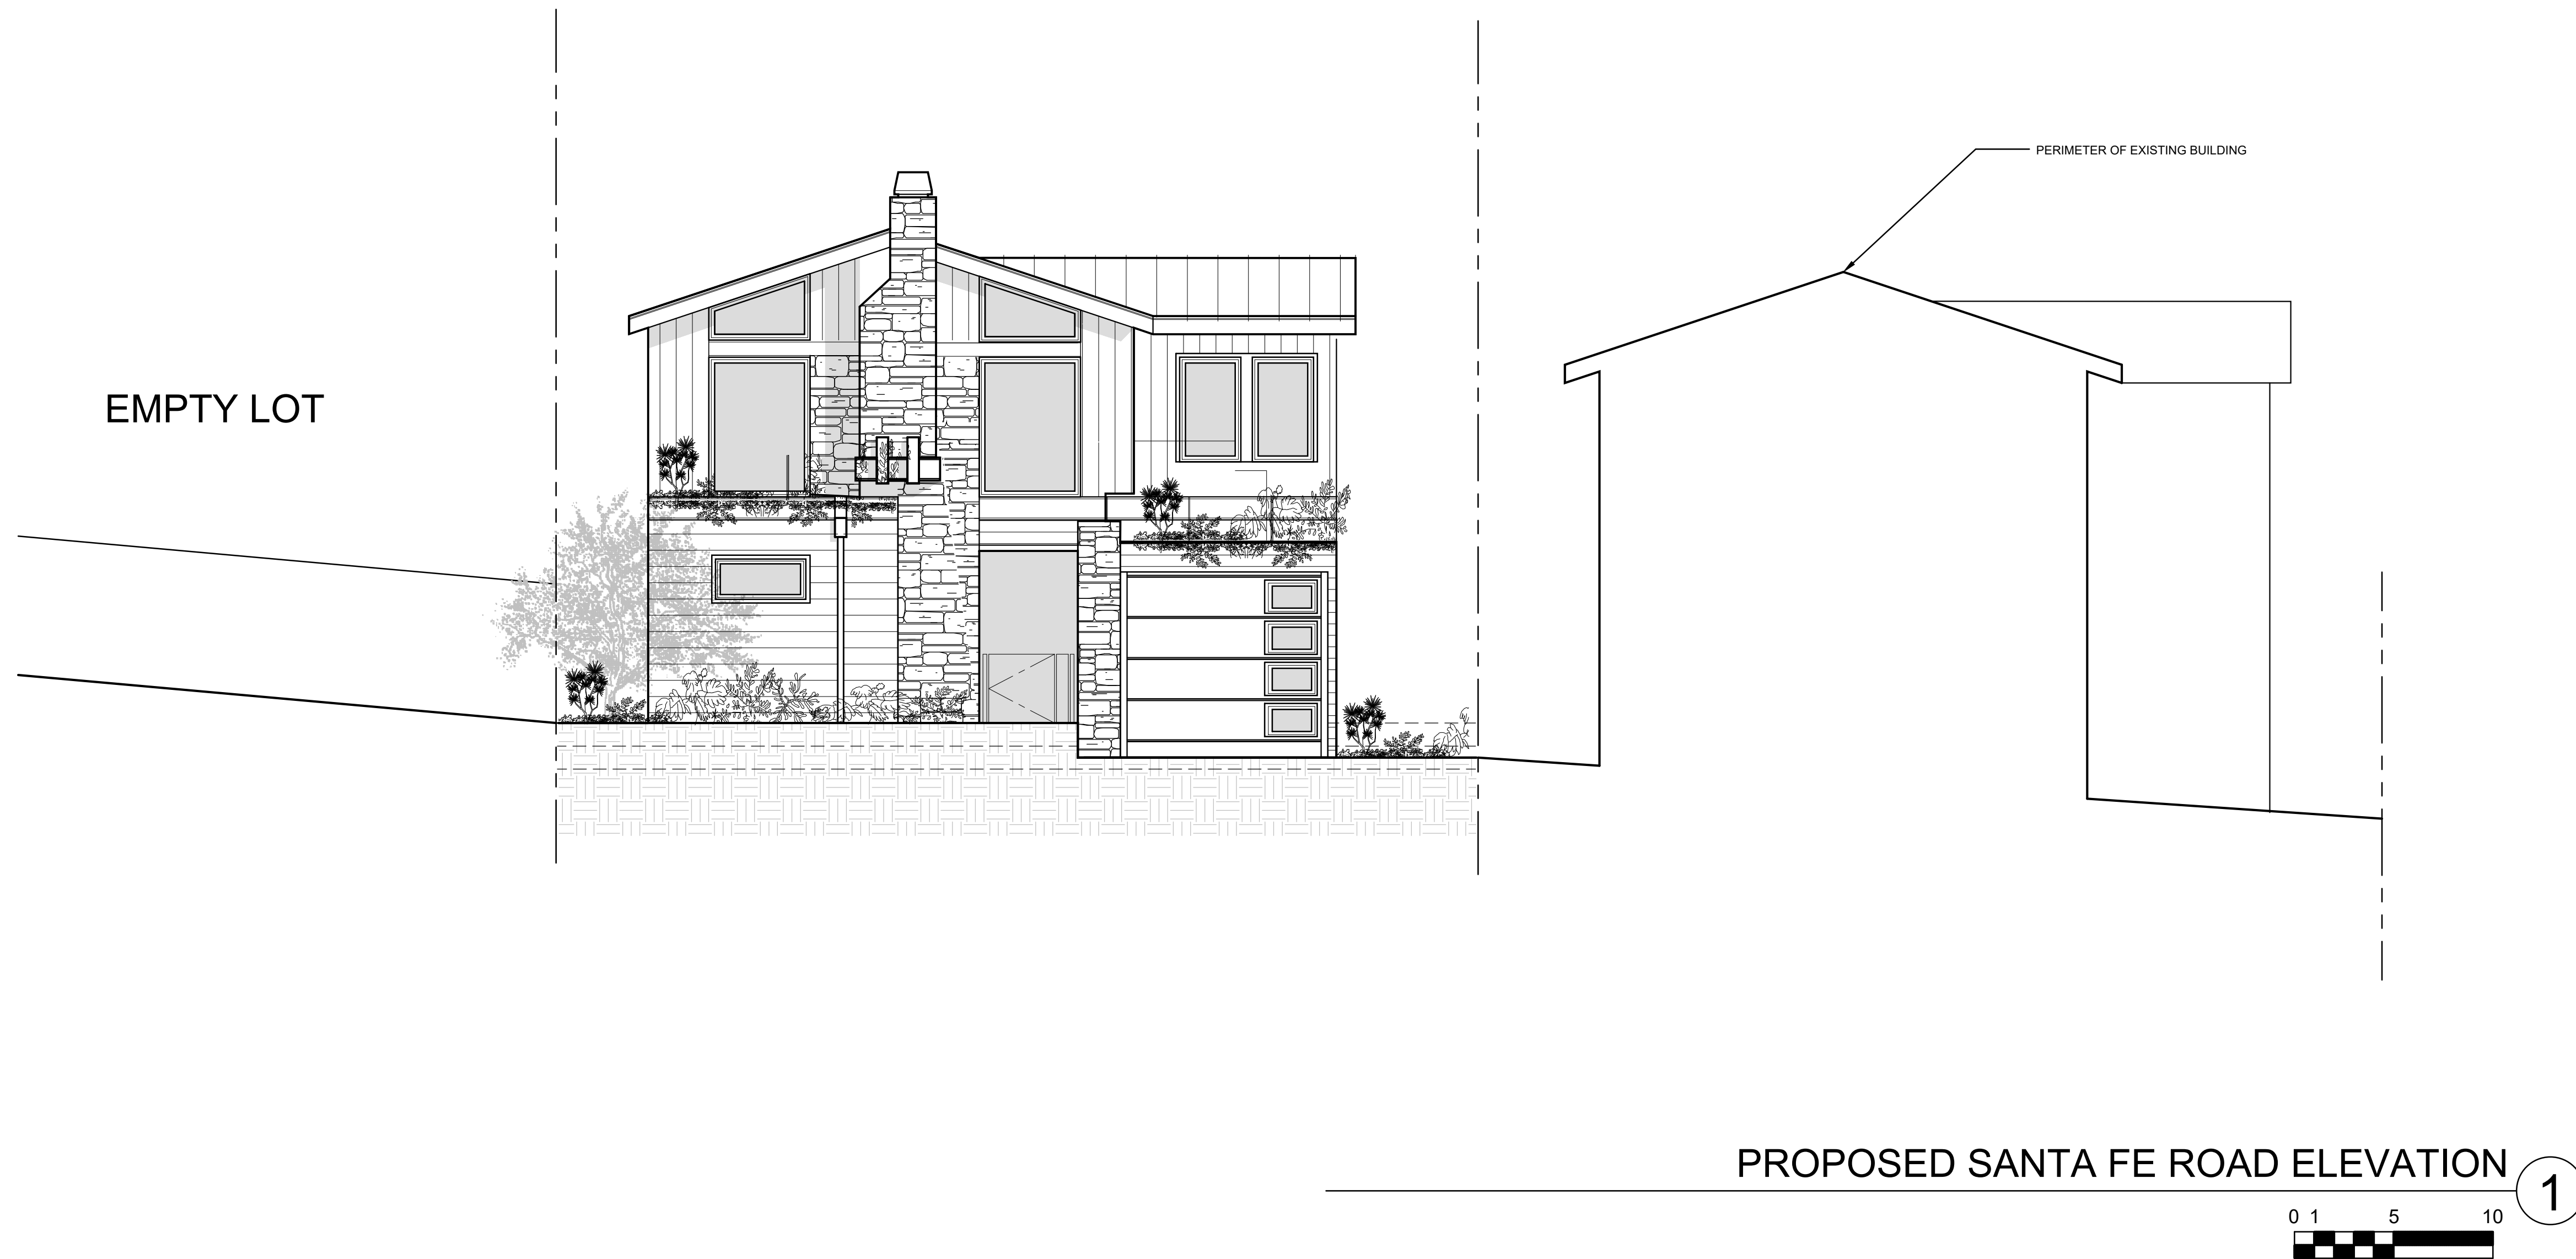 PERIMETER OF EXISTING BUILDING
EMPTY LOT
PROPOSED SANTA FE ROAD ELEVATION
1
0 1 5 10